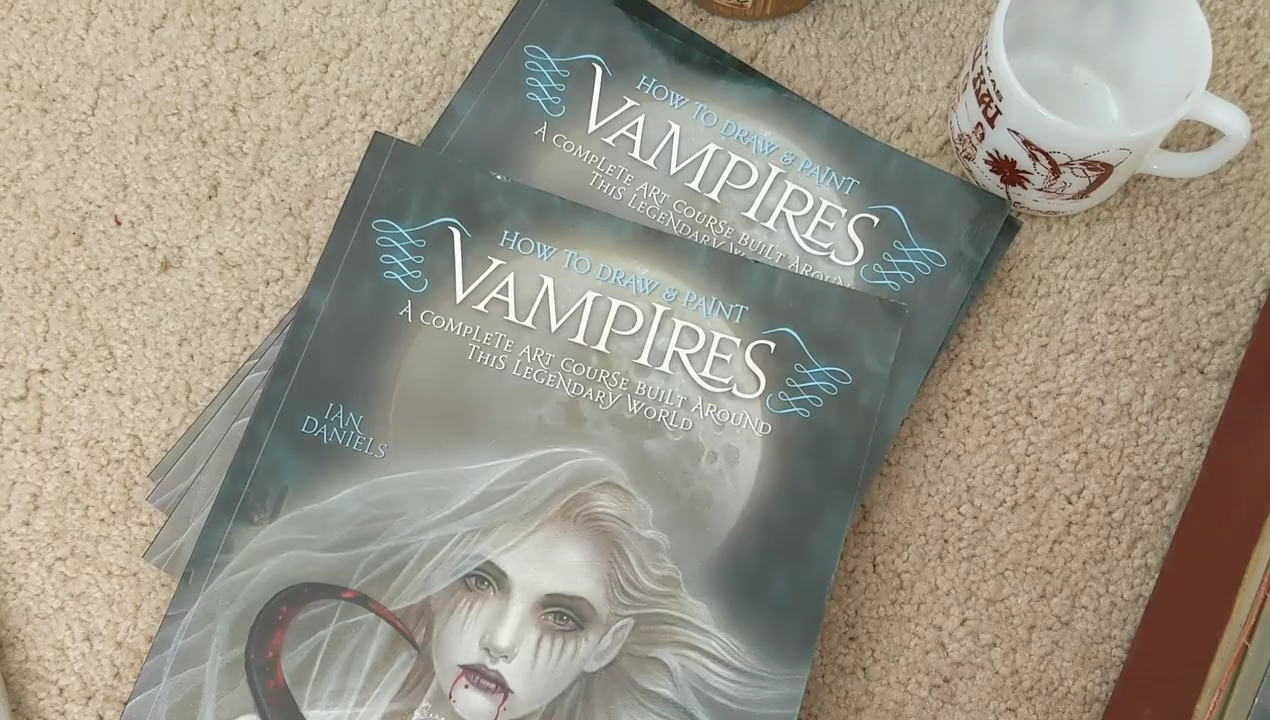 HOW TO DRAW & PAINT
VAMPIRES
A COMPLETE ART COURSE BUILT AROUND
THIS LEGENDARY
HOW TO DRAW & PAINT
VAMPIRES
A COMPLETE ART COURSE BUILT AROUND
THIS LEGENDARY WORLD
IAN
DANIELS